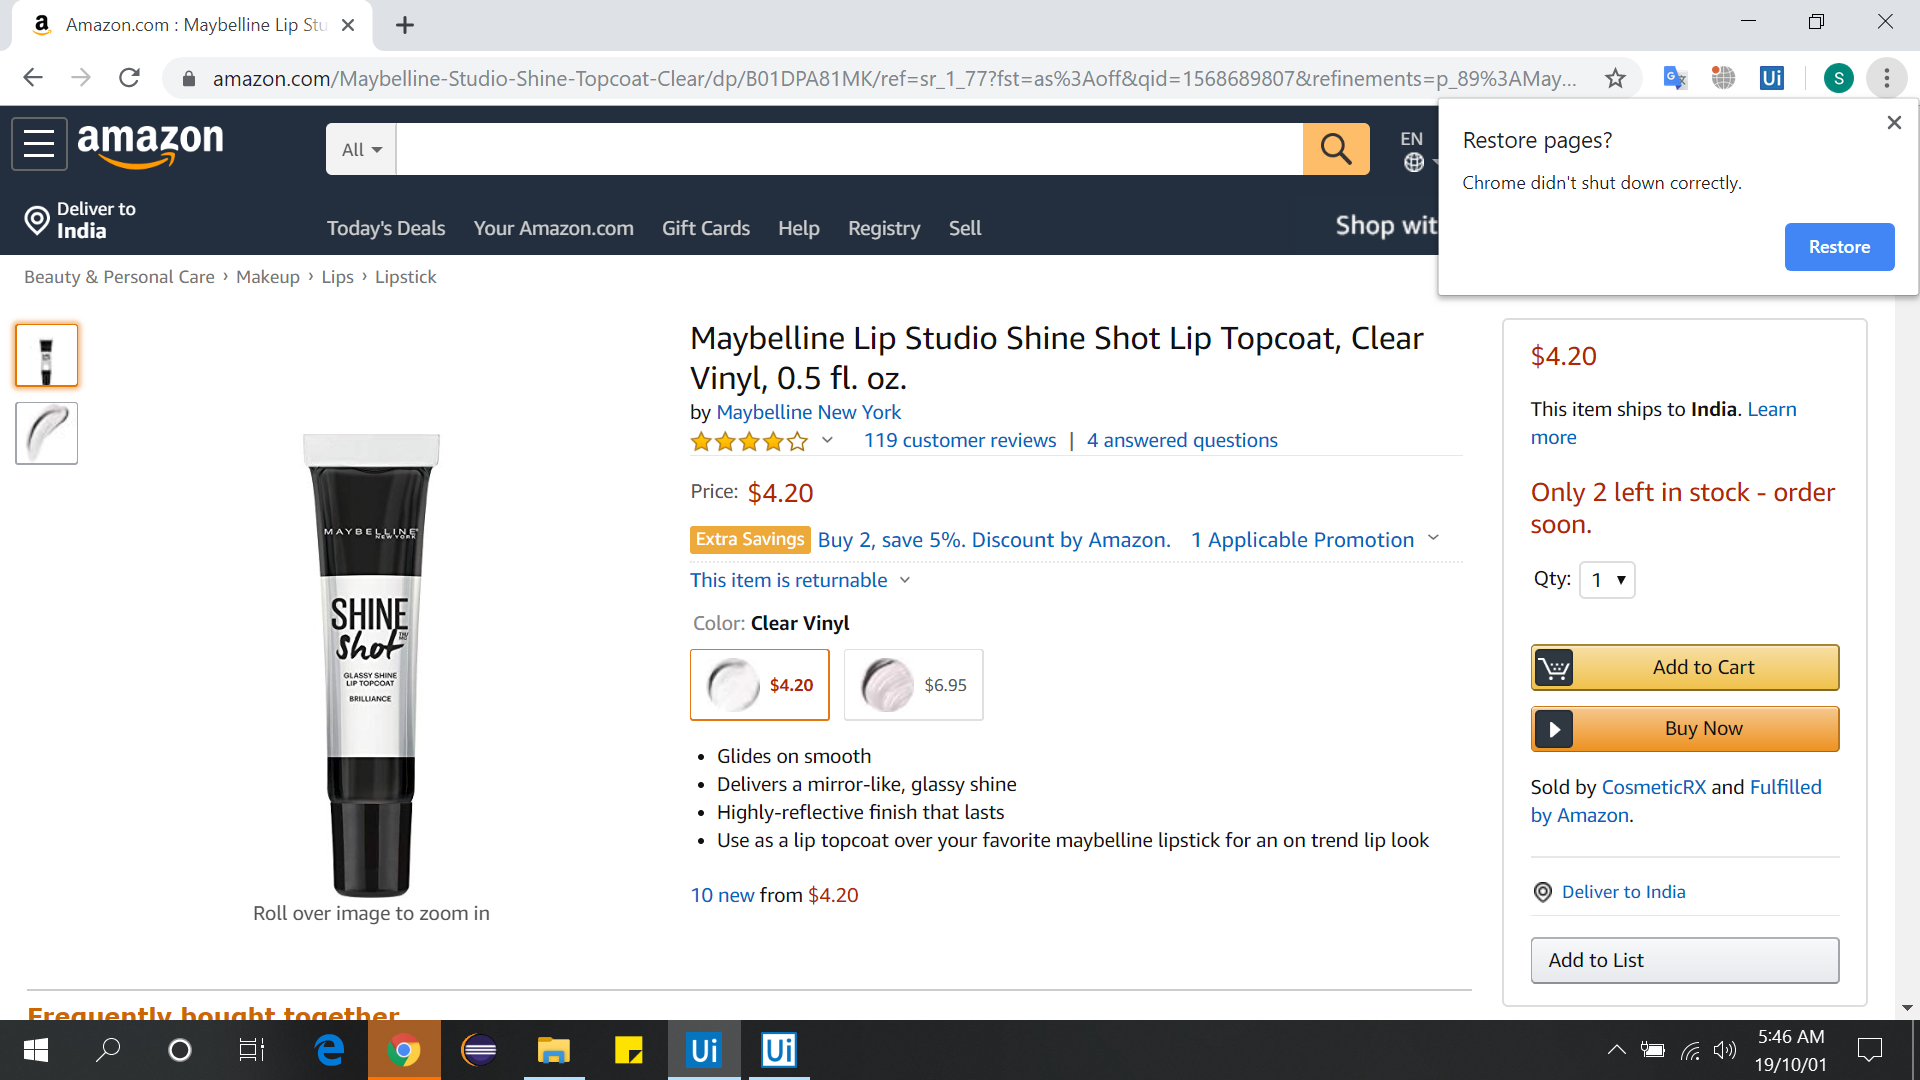 Amazon.com : Maybelline Lip Stu
amazon.com/Maybelline-Studio-Shine-Topcoat-Clear/dp/B01DPA81MK/ref=sr_1_77?fst=as%3Aoff&qid=1568689807&refinements=p_89%3AMay...
Ui
S
Restore pages?
Chrome didn't shut down correctly.
Restore
amazon
All
EN
Deliver to
India
Today's Deals
Your Amazon.com
Gift Cards
Help
Registry
Sell
Shop wit
Beauty & Personal Care › Makeup › Lips › Lipstick
Maybelline Lip Studio Shine Shot Lip Topcoat, Clear
Vinyl, 0.5 fl. oz.
by Maybelline New York
119 customer reviews | 4 answered questions
Price: $4.20
Extra Savings Buy 2, save 5%. Discount by Amazon. 1 Applicable Promotion
This item is returnable
Color: Clear Vinyl
$4.20
$6.95
• Glides on smooth
• Delivers a mirror-like, glassy shine
• Highly-reflective finish that lasts
• Use as a lip topcoat over your favorite maybelline lipstick for an on trend lip look
10 new from $4.20
MAYBELLINE
NEW YORK
SHINE
Shot
GLASSY SHINE
LIP TOPCOAT
BRILLIANCE
Roll over image to zoom in
$4.20
This item ships to India. Learn
more
Only 2 left in stock - order
soon.
Qty: 1
Add to Cart
Buy Now
Sold by CosmeticRX and Fulfilled
by Amazon.
Deliver to India
Add to List
Frequently bought together
Ui
Ui
5:46 AM
19/10/01